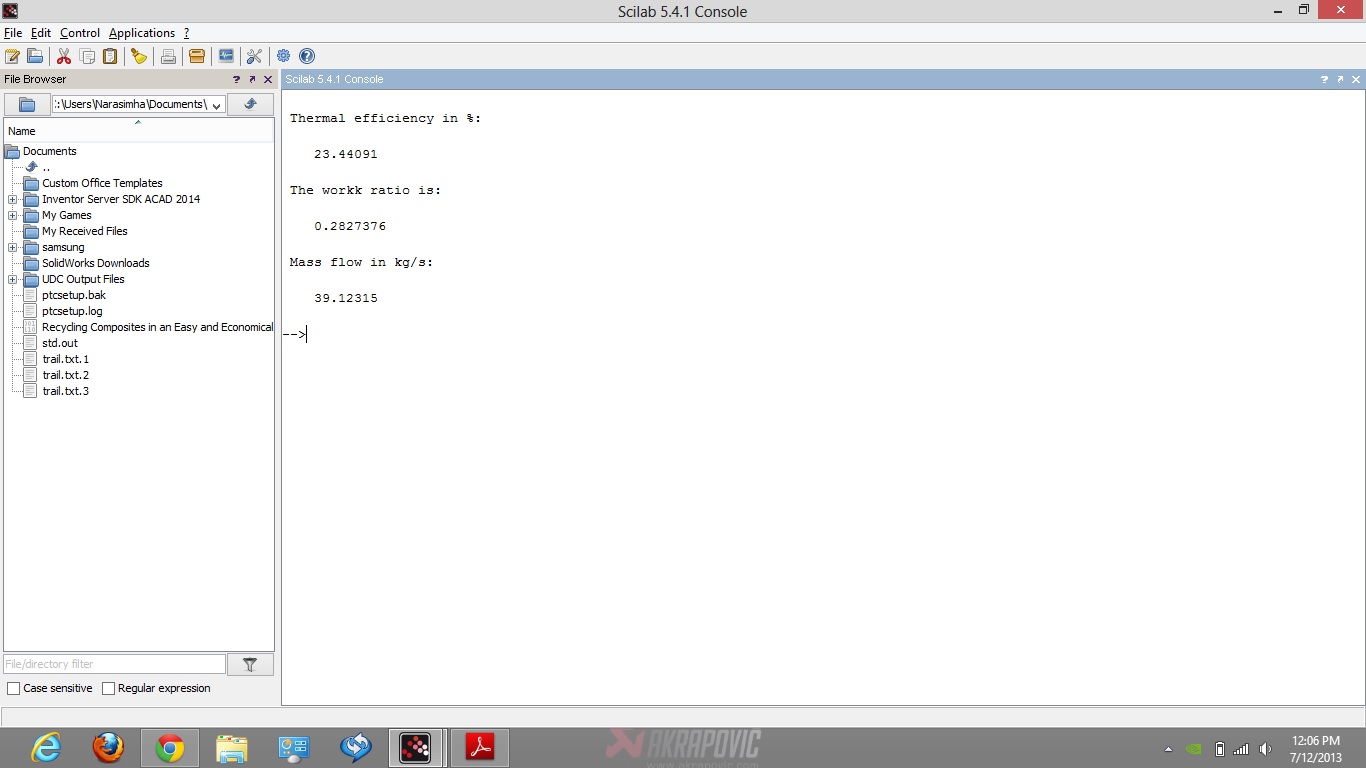 Scilab 5.4.1 Console
File Edit Control Applications ?
File Browser ? 
:\Users\Narasimha\Documents\
Name
Documents
..
Custom Office Templates
Inventor Server SDK ACAD 2014
My Games
My Received Files
samsung
SolidWorks Downloads
UDC Output Files
ptcsetup.bak
ptcsetup.log
Recycling Composites in an Easy and Economical
std.out
trail.txt.1
trail.txt.2
trail.txt.3
File/directory filter
Case sensitive Regular expression
Scilab 5.4.1 Console ?
Thermal efficiency in %:
23.44091
The workk ratio is:
0.2827376
Mass flow in kg/s:
39.12315
-->
AKRAPOVIC
www.akrapovic.com
12:06 PM
7/12/2013